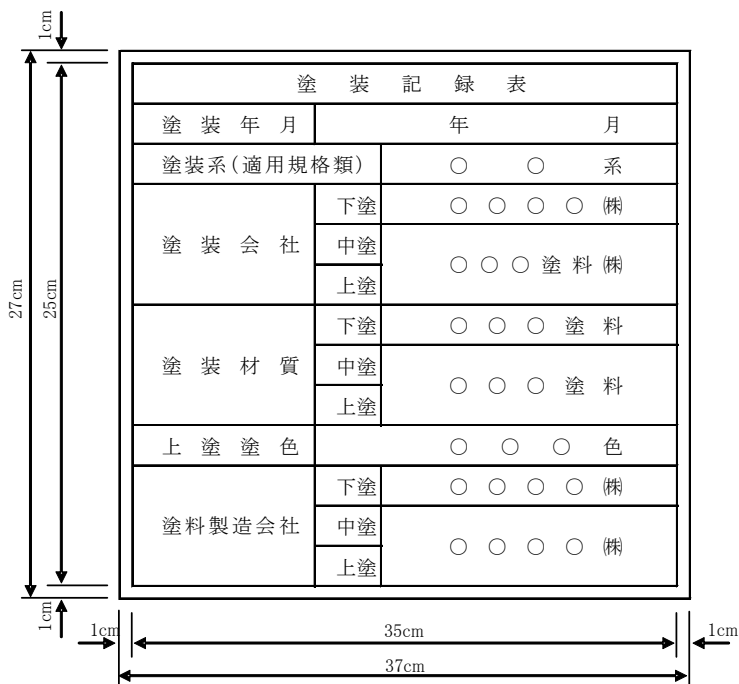 1cm
塗装記録表
塗装年月 年 月
塗装系(適用規格類) ○ ○ 系
下塗 ○○○○㈱
塗装会社 中塗 ○○○塗料㈱
上塗
下塗 ○○○塗料
塗装材質 中塗 ○○○塗料
上塗
上塗塗色 ○○○色
下塗 ○○○○㈱
塗料製造会社 中塗 ○○○○㈱
上塗
27cm
25cm
1cm
1cm
35cm
1cm
37cm